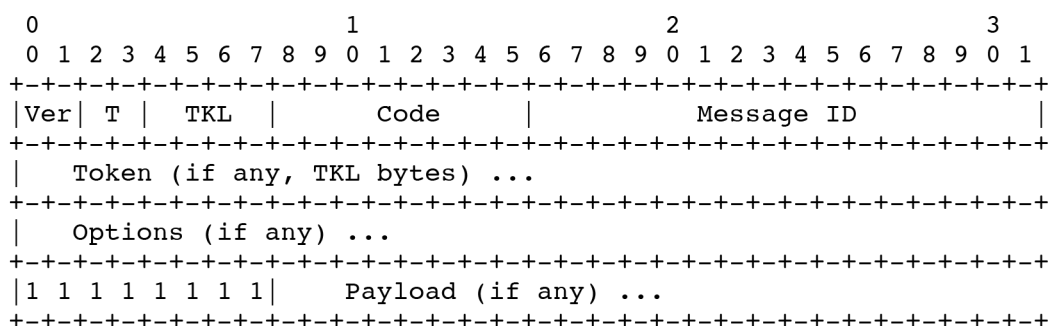 0                   1                   2                   3
 0 1 2 3 4 5 6 7 8 9 0 1 2 3 4 5 6 7 8 9 0 1 2 3 4 5 6 7 8 9 0 1
+-+-+-+-+-+-+-+-+-+-+-+-+-+-+-+-+-+-+-+-+-+-+-+-+-+-+-+-+-+-+-+-+
|Ver| T |  TKL  |      Code     |          Message ID           |
+-+-+-+-+-+-+-+-+-+-+-+-+-+-+-+-+-+-+-+-+-+-+-+-+-+-+-+-+-+-+-+-+
|   Token (if any, TKL bytes) ...
+-+-+-+-+-+-+-+-+-+-+-+-+-+-+-+-+-+-+-+-+-+-+-+-+-+-+-+-+-+-+-+-+
|   Options (if any) ...
+-+-+-+-+-+-+-+-+-+-+-+-+-+-+-+-+-+-+-+-+-+-+-+-+-+-+-+-+-+-+-+-+
|1 1 1 1 1 1 1 1|    Payload (if any) ...
+-+-+-+-+-+-+-+-+-+-+-+-+-+-+-+-+-+-+-+-+-+-+-+-+-+-+-+-+-+-+-+-+